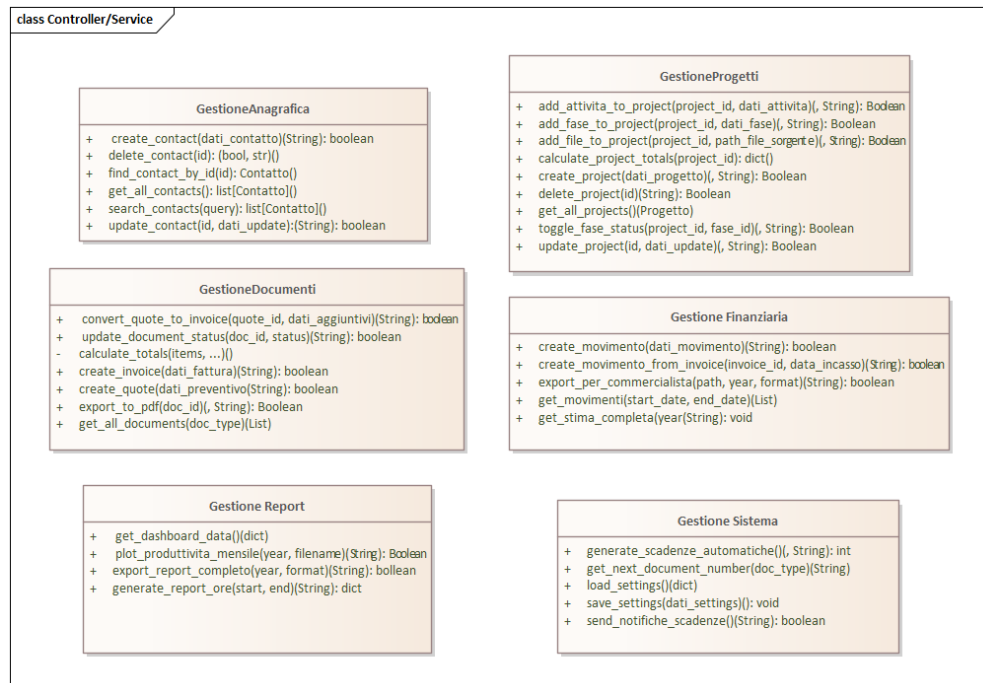 class Controller/Service
GestioneAnagrafica
+ create_contact(dati_contatto)(String): boolean
+ delete_contact(id): (bool, str)()
+ find_contact_by_id(id): Contatto()
+ get_all_contacts(): list[Contatto]()
+ search_contacts(query): list[Contatto]()
+ update_contact(id, dati_update):(String): boolean
GestioneProgetti
+ add_attivita_to_project(project_id, dati_attivita)(, String): Boolean
+ add_fase_to_project(project_id, dati_fase)(, String): Boolean
+ add_file_to_project(project_id, path_file_sorgente)(, String): Boolean
+ calculate_project_totals(project_id): dict()
+ create_project(dati_progetto)(, String): Boolean
+ delete_project(id)(String): Boolean
+ get_all_projects()(Progetto)
+ toggle_fase_status(project_id, fase_id)(, String): Boolean
+ update_project(id, dati_update)(, String): Boolean
GestioneDocumenti
+ convert_quote_to_invoice(quote_id, dati_aggiuntivi)(String): boolean
+ update_document_status(doc_id, status)(String): boolean
- calculate_totals(items, ...)()
+ create_invoice(dati_fattura)(String): boolean
+ create_quote(dati_preventivo(String): boolean
+ export_to_pdf(doc_id)(, String): Boolean
+ get_all_documents(doc_type)(List)
Gestione Finanziaria
+ create_movimento(dati_movimento)(String): boolean
+ create_movimento_from_invoice(invoice_id, data_incasso)(String): boolean
+ export_per_commercialista(path, year, format)(String): boolean
+ get_movimenti(start_date, end_date)(List)
+ get_stima_completa(year(String): void
Gestione Report
+ get_dashboard_data()(dict)
+ plot_produttivita_mensile(year, filename)(String): Boolean
+ export_report_completo(year, format)(String): bollean
+ generate_report_ore(start, end)(String): dict
Gestione Sistema
+ generate_scadenze_automatiche()(, String): int
+ get_next_document_number(doc_type)(String)
+ load_settings()(dict)
+ save_settings(dati_settings)(): void
+ send_notifiche_scadenze()(String): boolean